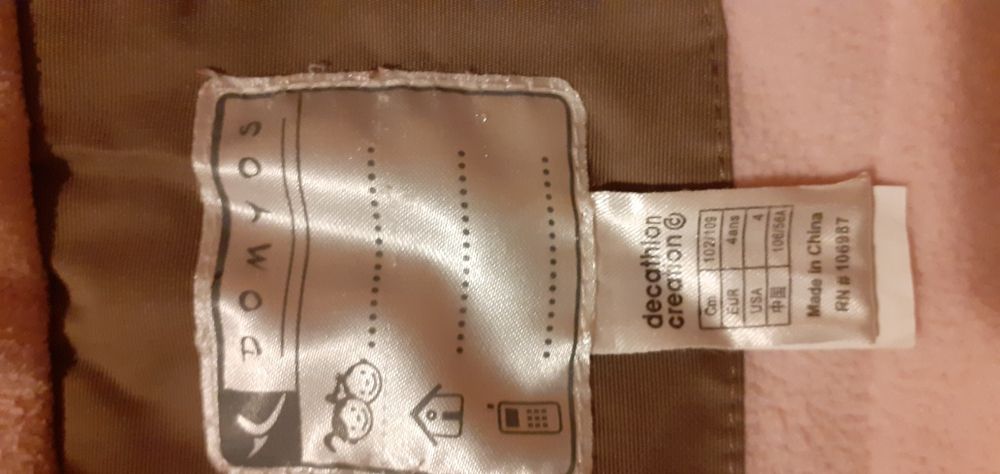 DOMYOS
decathlon
creation ©
Cm 102/109
EUR 4ans
USA 4
中国 106/56A
Made in China
RN # 106987